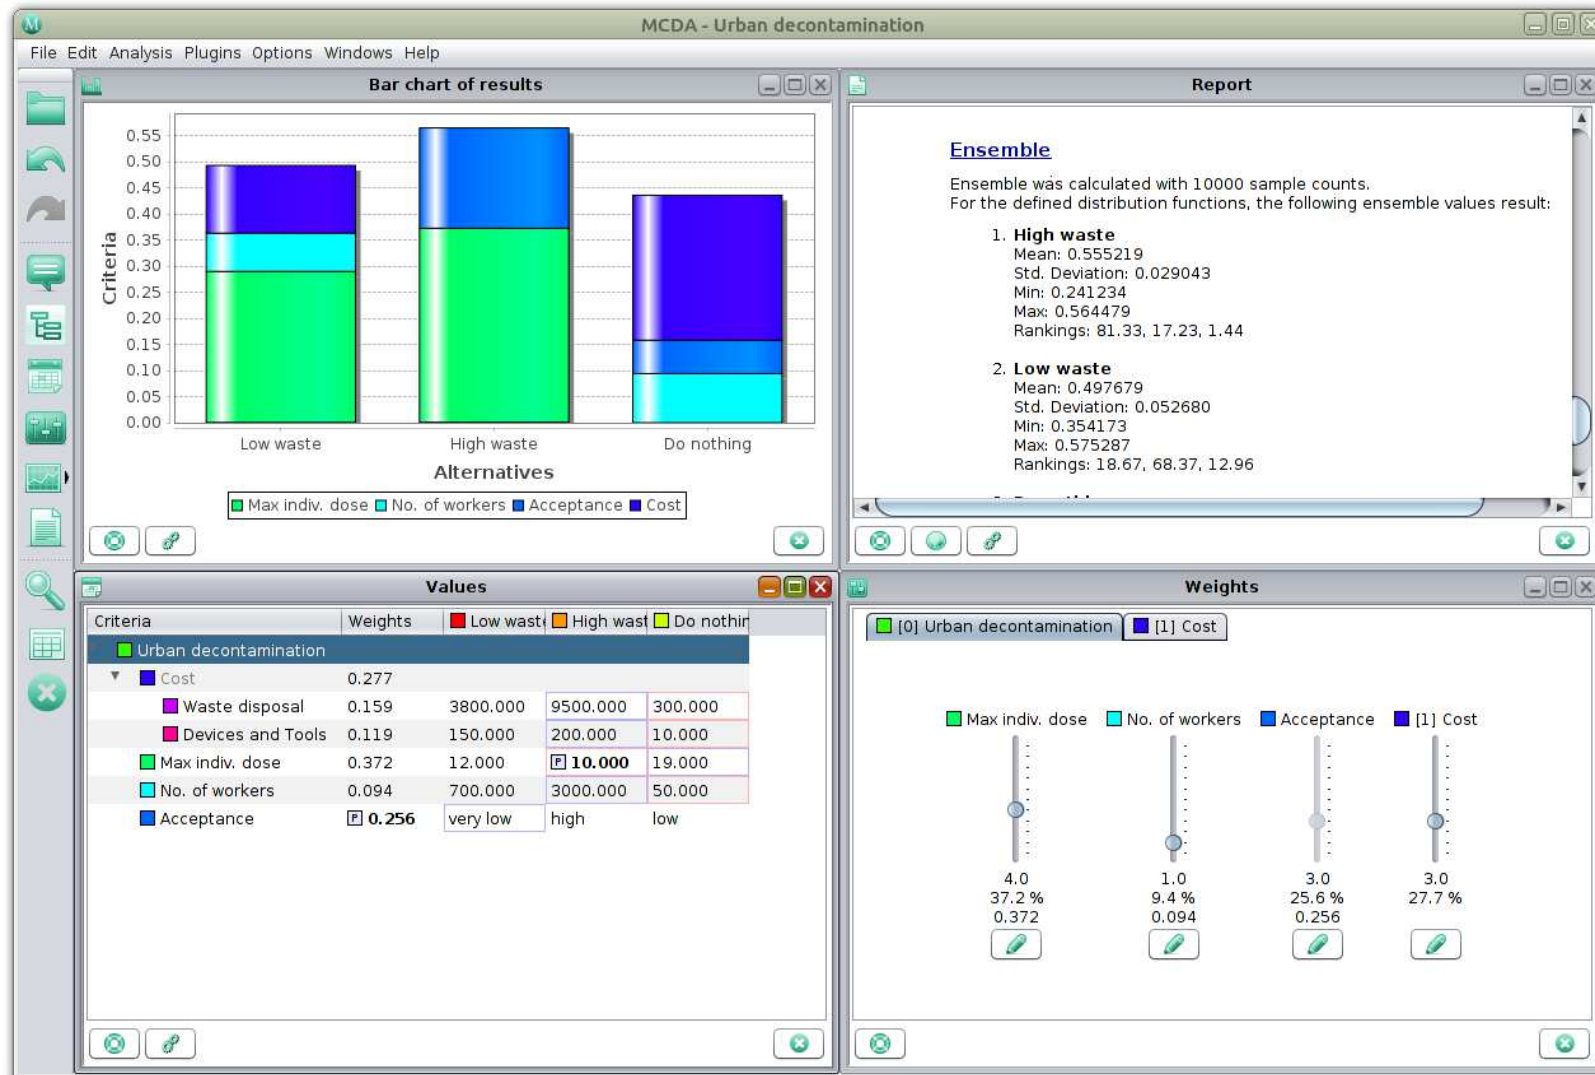 MCDA - Urban decontamination
File Edit Analysis Plugins Options Windows Help
Bar chart of results
0.55
0.50
0.45
0.40
0.35
0.30
0.25
0.20
0.15
0.10
0.05
0.00
Criteria
Low waste High waste Do nothing
Alternatives
Max indiv. dose No. of workers Acceptance Cost
Report
Ensemble
Ensemble was calculated with 10000 sample counts.
For the defined distribution functions, the following ensemble values result:
1. High waste
Mean: 0.555219
Std. Deviation: 0.029043
Min: 0.241234
Max: 0.564479
Rankings: 81.33, 17.23, 1.44
2. Low waste
Mean: 0.497679
Std. Deviation: 0.052680
Min: 0.354173
Max: 0.575287
Rankings: 18.67, 68.37, 12.96
Values
Criteria Weights Low wast High wast Do nothin
Urban decontamination
Cost 0.277
Waste disposal 0.159 3800.000 9500.000 300.000
Devices and Tools 0.119 150.000 200.000 10.000
Max indiv. dose 0.372 12.000 P 10.000 19.000
No. of workers 0.094 700.000 3000.000 50.000
Acceptance P 0.256 very low high low
Weights
[0] Urban decontamination [1] Cost
Max indiv. dose No. of workers Acceptance [1] Cost
4.0 1.0 3.0 3.0
37.2 % 9.4 % 25.6 % 27.7 %
0.372 0.094 0.256